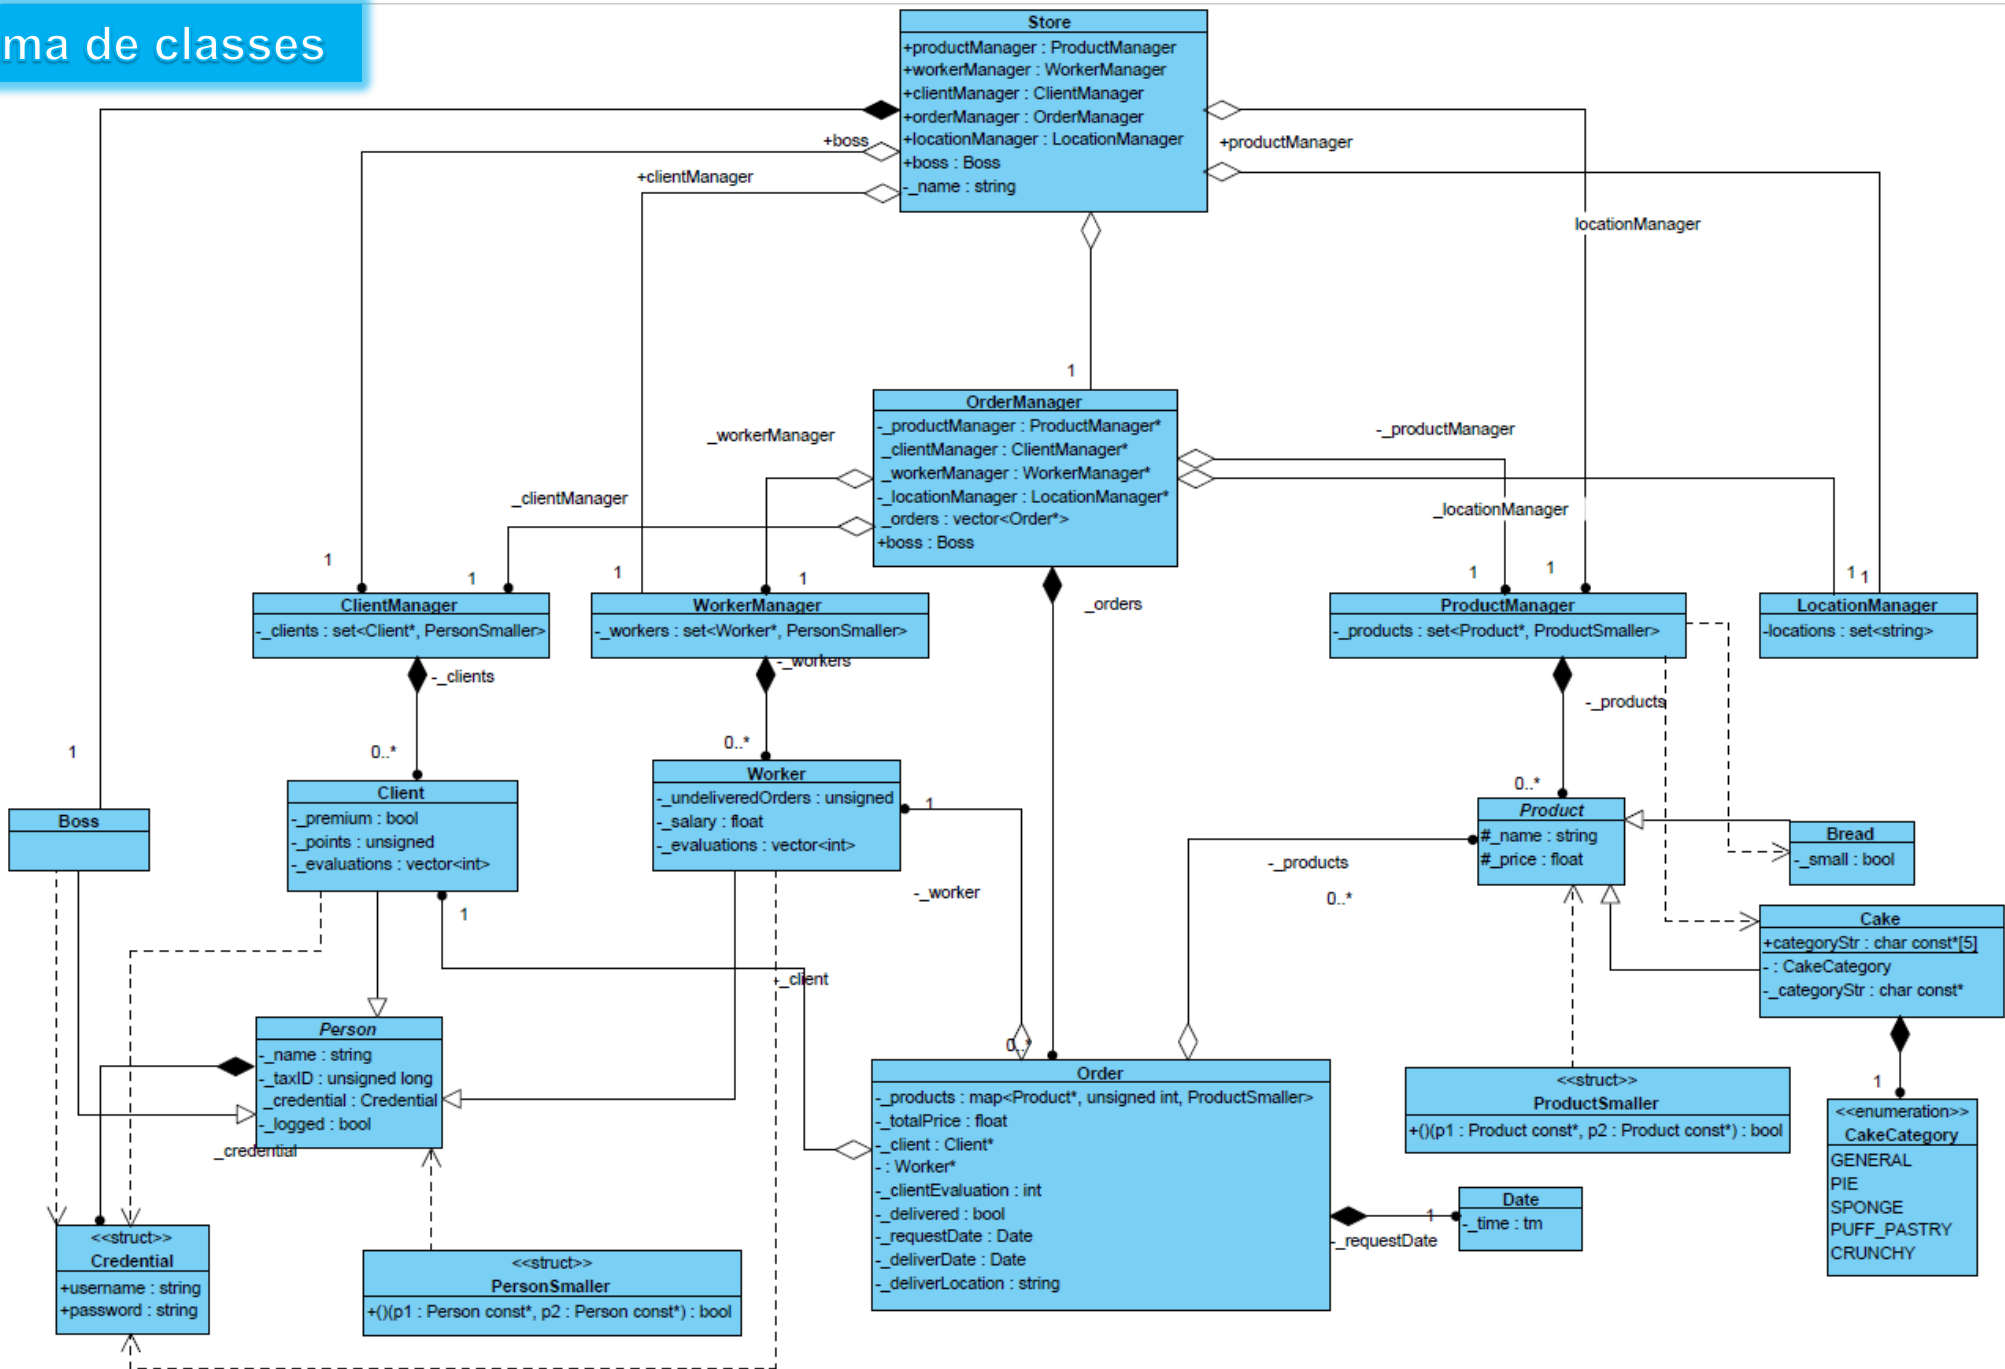 ma de classes
Store
+productManager : ProductManager
+workerManager : WorkerManager
+clientManager : ClientManager
+orderManager : OrderManager
+locationManager : LocationManager
+boss : Boss
-_name : string
+boss
+clientManager
+productManager
locationManager
1
OrderManager
-_productManager : ProductManager*
_clientManager : ClientManager*
_workerManager : WorkerManager*
-_locationManager : LocationManager*
_orders : vector<Order*>
+boss : Boss
_workerManager
_clientManager
-_productManager
_locationManager
1
1
1
1
1
1
1
1
ClientManager
-_clients : set<Client*, PersonSmaller>
WorkerManager
-_workers : set<Worker*, PersonSmaller>
_orders
ProductManager
-_products : set<Product*, ProductSmaller>
LocationManager
-locations : set<string>
-_clients
-_workers
-_products
1
0..*
0..*
0..*
Boss
Client
-_premium : bool
-_points : unsigned
-_evaluations : vector<int>
Worker
-_undeliveredOrders : unsigned
-_salary : float
-_evaluations : vector<int>
1
-_worker
1
-_client
-_products
0..*
Product
#_name : string
#_price : float
Bread
-_small : bool
Cake
+categoryStr : char const*[5]
- : CakeCategory
-_categoryStr : char const*
Person
-_name : string
-_taxID : unsigned long
_credential : Credential
-_logged : bool
_credential
0..*
Order
-_products : map<Product*, unsigned int, ProductSmaller>
-_totalPrice : float
-_client : Client*
- : Worker*
-_clientEvaluation : int
-_delivered : bool
-_requestDate : Date
-_deliverDate : Date
-_deliverLocation : string
<<struct>>
ProductSmaller
+()(p1 : Product const*, p2 : Product const*) : bool
1
<<enumeration>>
CakeCategory
GENERAL
PIE
SPONGE
PUFF_PASTRY
CRUNCHY
1
-_requestDate
Date
-_time : tm
<<struct>>
Credential
+username : string
+password : string
<<struct>>
PersonSmaller
+()(p1 : Person const*, p2 : Person const*) : bool